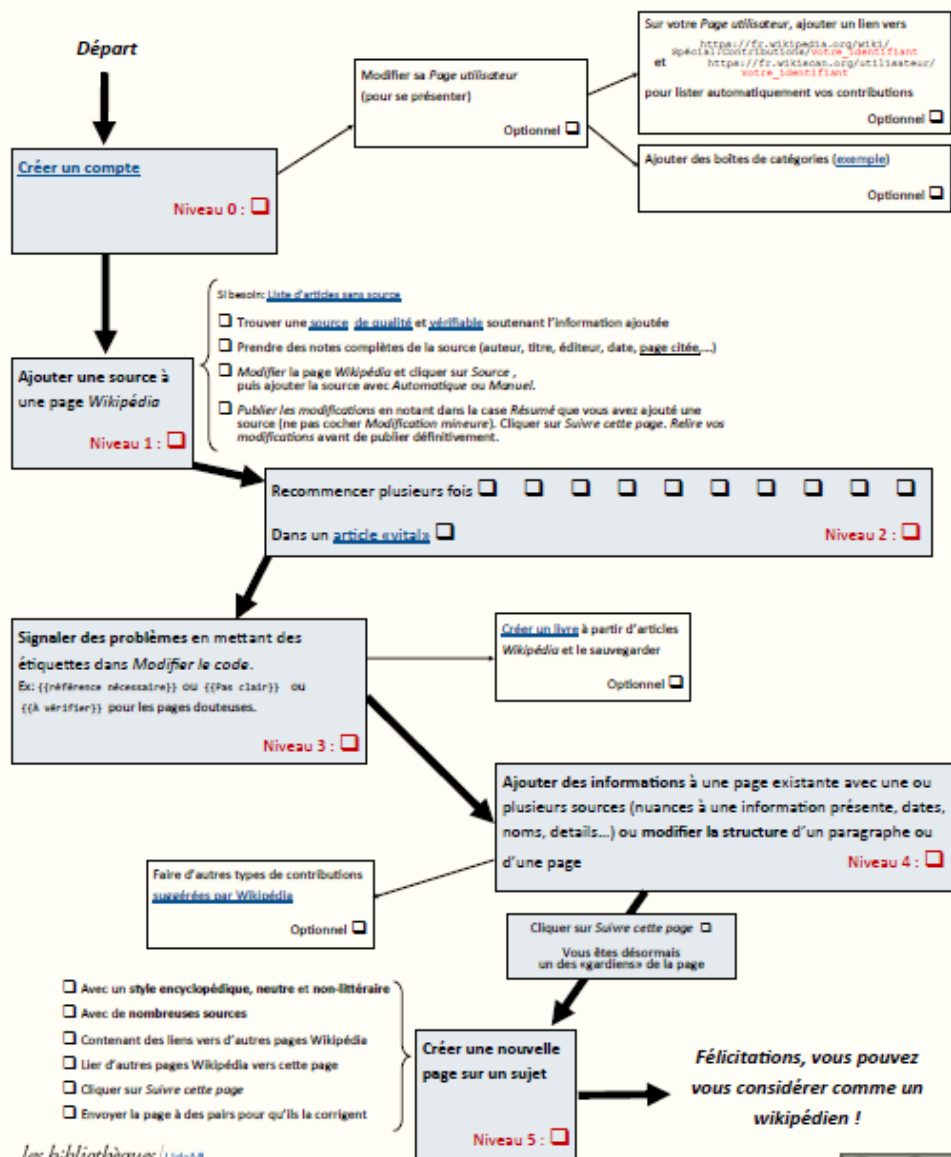 Départ
Créer un compte
Niveau 0 :
Modifier sa Page utilisateur
(pour se présenter)
Optionnel
Sur votre Page utilisateur, ajouter un lien vers
https://fr.wikipedia.org/wiki/
Spécial:Contributions/votre_identifiant
et https://fr.wikiscan.org/utilisateur/
votre_identifiant
pour lister automatiquement vos contributions
Optionnel
Ajouter des boîtes de catégories (exemple)
Optionnel
Ajouter une source à
une page Wikipédia
Niveau 1 :
Si besoin: Liste d'articles sans source
Trouver une source de qualité et vérifiable soutenant l'information ajoutée
Prendre des notes complètes de la source (auteur, titre, éditeur, date, page citée,...)
Modifier la page Wikipédia et cliquer sur Source ,
puis ajouter la source avec Automatique ou Manuel.
Publier les modifications en notant dans la case Résumé que vous avez ajouté une
source (ne pas cocher Modification mineure). Cliquer sur Suivre cette page. Relire vos
modifications avant de publier définitivement.
Recommencer plusieurs fois
Dans un article «vital»
Niveau 2 :
Signaler des problèmes en mettant des
étiquettes dans Modifier le code.
Ex: {{référence nécessaire}} ou {{Pas clair}} ou
{{À vérifier}} pour les pages douteuses.
Niveau 3 :
Créer un livre à partir d'articles
Wikipédia et le sauvegarder
Optionnel
Ajouter des informations à une page existante avec une ou
plusieurs sources (nuances à une information présente, dates,
noms, details...) ou modifier la structure d'un paragraphe ou
d'une page
Niveau 4 :
Faire d'autres types de contributions
suggérées par Wikipédia
Optionnel
Cliquer sur Suivre cette page
Vous êtes désormais
un des «gardiens» de la page
Avec un style encyclopédique, neutre et non-littéraire
Avec de nombreuses sources
Contenant des liens vers d'autres pages Wikipédia
Lier d'autres pages Wikipédia vers cette page
Cliquer sur Suivre cette page
Envoyer la page à des pairs pour qu'ils la corrigent
Créer une nouvelle
page sur un sujet
Niveau 5 :
Félicitations, vous pouvez
vous considérer comme un
wikipédien !
les bibliothèques